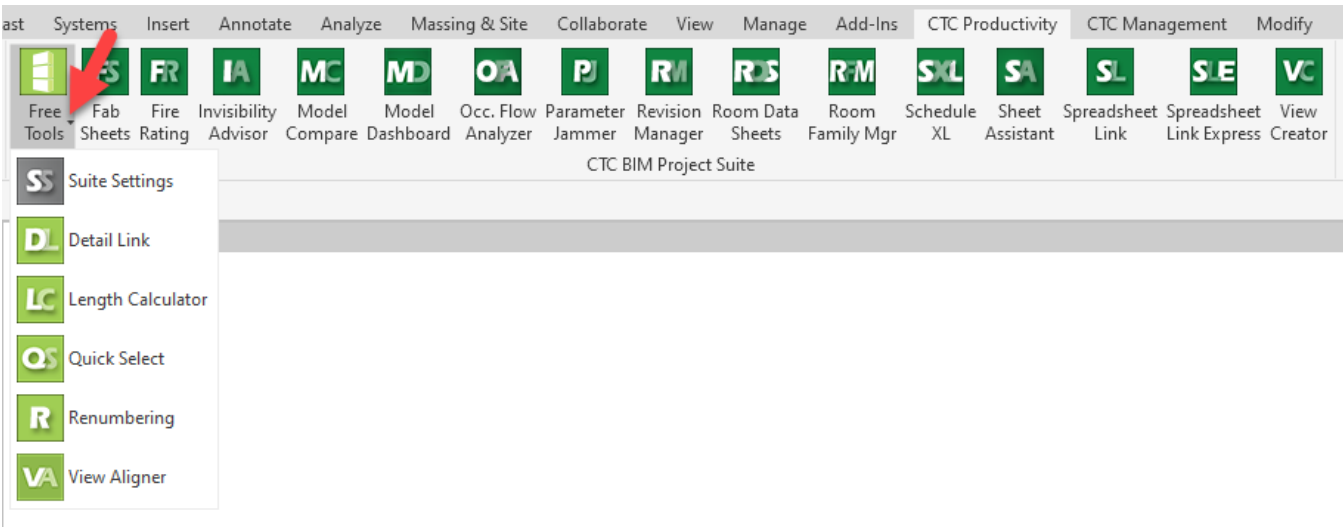 ast Systems Insert Annotate Analyze Massing & Site Collaborate View Manage Add-Ins CTC Productivity CTC Management Modify
FS FR IA MC MD OFA PJ RM RDS RFM SXL SA SL SLE VC
Free Fab Fire Invisibility Model Model Occ. Flow Parameter Revision Room Data Room Schedule Sheet Spreadsheet Spreadsheet View
Tools Sheets Rating Advisor Compare Dashboard Analyzer Jammer Manager Sheets Family Mgr XL Assistant Link Link Express Creator
CTC BIM Project Suite
SS Suite Settings
DL Detail Link
LC Length Calculator
QS Quick Select
R Renumbering
VA View Aligner